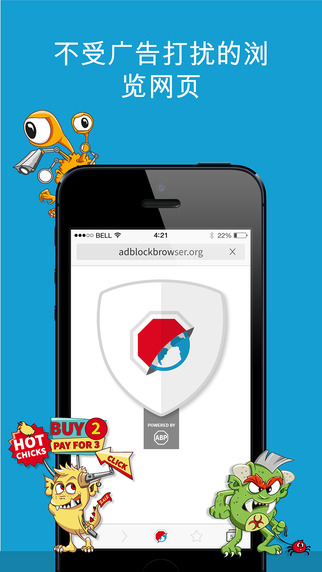 不受广告打扰的浏
览网页
●●●○○ BELL 4:21 22%
adblockbrowser.org ×
POWERED BY
ABP
BUY 2
PAY FOR 3
HOT
CHICKS
CLICK